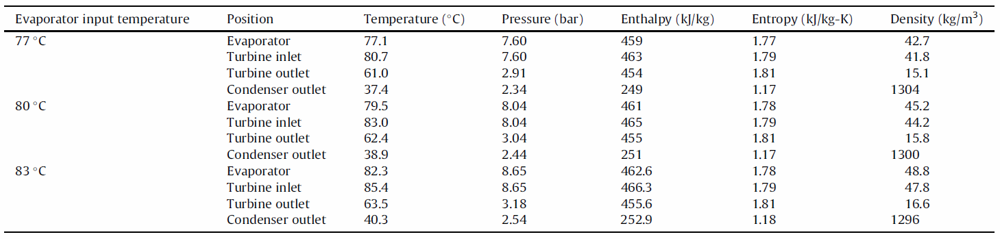 Evaporator input temperature Position Temperature (°C) Pressure (bar) Enthalpy (kJ/kg) Entropy (kJ/kg-K) Density (kg/m³)
77 °C Evaporator 77.1 7.60 459 1.77 42.7
Turbine inlet 80.7 7.60 463 1.79 41.8
Turbine outlet 61.0 2.91 454 1.81 15.1
Condenser outlet 37.4 2.34 249 1.17 1304
80 °C Evaporator 79.5 8.04 461 1.78 45.2
Turbine inlet 83.0 8.04 465 1.79 44.2
Turbine outlet 62.4 3.04 455 1.81 15.8
Condenser outlet 38.9 2.44 251 1.17 1300
83 °C Evaporator 82.3 8.65 462.6 1.78 48.8
Turbine inlet 85.4 8.65 466.3 1.79 47.8
Turbine outlet 63.5 3.18 455.6 1.81 16.6
Condenser outlet 40.3 2.54 252.9 1.18 1296